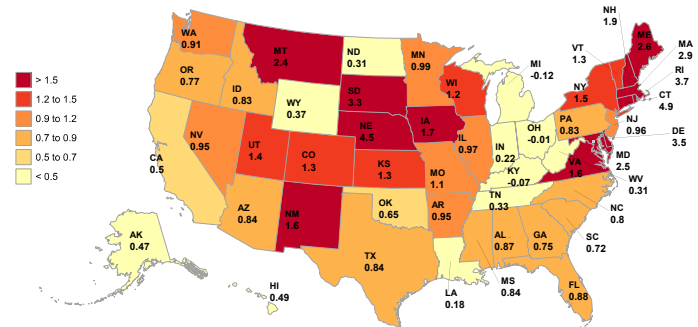 > 1.5
1.2 to 1.5
0.9 to 1.2
0.7 to 0.9
0.5 to 0.7
< 0.5
WA
0.91
OR
0.77
CA
0.5
NV
0.95
ID
0.83
MT
2.4
WY
0.37
UT
1.4
AZ
0.84
CO
1.3
NM
1.6
ND
0.31
SD
3.3
NE
4.5
KS
1.3
OK
0.65
TX
0.84
MN
0.99
IA
1.7
MO
1.1
AR
0.95
LA
0.18
WI
1.2
IL
0.97
MI
-0.12
IN
0.22
OH
-0.01
KY
-0.07
TN
0.33
MS
0.84
AL
0.87
GA
0.75
FL
0.88
SC
0.72
NC
0.8
VA
1.6
WV
0.31
MD
2.5
DE
3.5
PA
0.83
NJ
0.96
NY
1.5
CT
4.9
RI
3.7
MA
2.9
VT
1.3
NH
1.9
ME
2.6
AK
0.47
HI
0.49